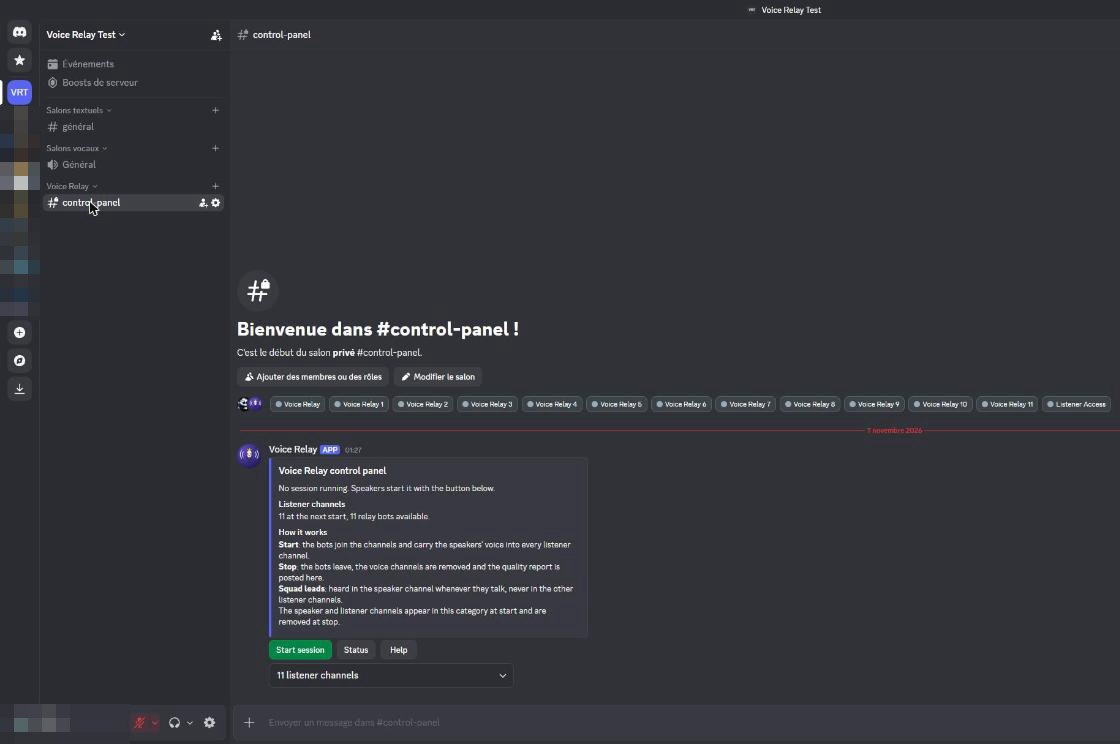 Voice Relay Test
Voice Relay Test
control-panel
Événements
Boosts de serveur
Salons textuels
général
Salons vocaux
Général
Voice Relay
control-panel
VRT
Bienvenue dans #control-panel !
C'est le début du salon privé #control-panel.
Ajouter des membres ou des rôles
Modifier le salon
Voice Relay
Voice Relay 1
Voice Relay 2
Voice Relay 3
Voice Relay 4
Voice Relay 5
Voice Relay 6
Voice Relay 7
Voice Relay 8
Voice Relay 9
Voice Relay 10
Voice Relay 11
Listener Access
7 novembre 2026
Voice Relay APP 01:27
Voice Relay control panel
No session running. Speakers start it with the button below.
Listener channels
11 at the next start, 11 relay bots available.
How it works
Start: the bots join the channels and carry the speakers' voice into every listener
channel.
Stop: the bots leave, the voice channels are removed and the quality report is
posted here.
Squad leads: heard in the speaker channel whenever they talk, never in the other
listener channels.
The speaker and listener channels appear in this category at start and are
removed at stop.
Start session
Status
Help
11 listener channels
Envoyer un message dans #control-panel